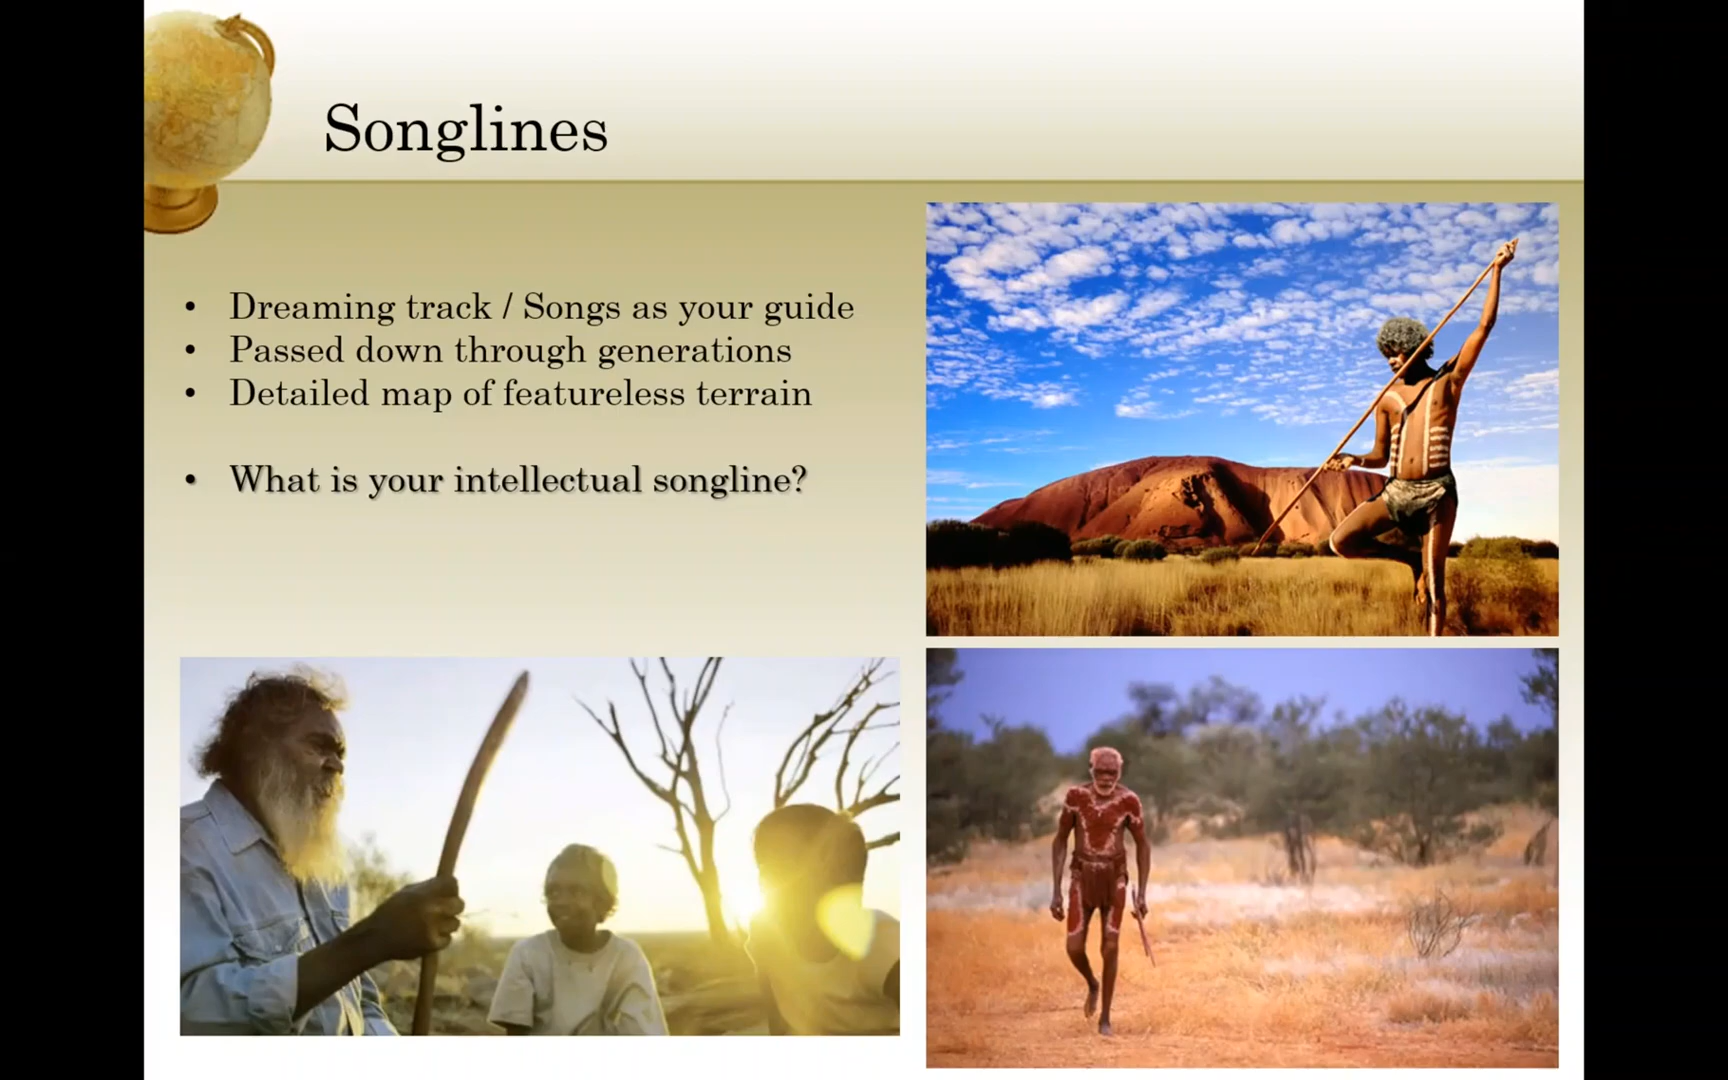 Songlines
• Dreaming track / Songs as your guide
• Passed down through generations
• Detailed map of featureless terrain
• What is your intellectual songline?